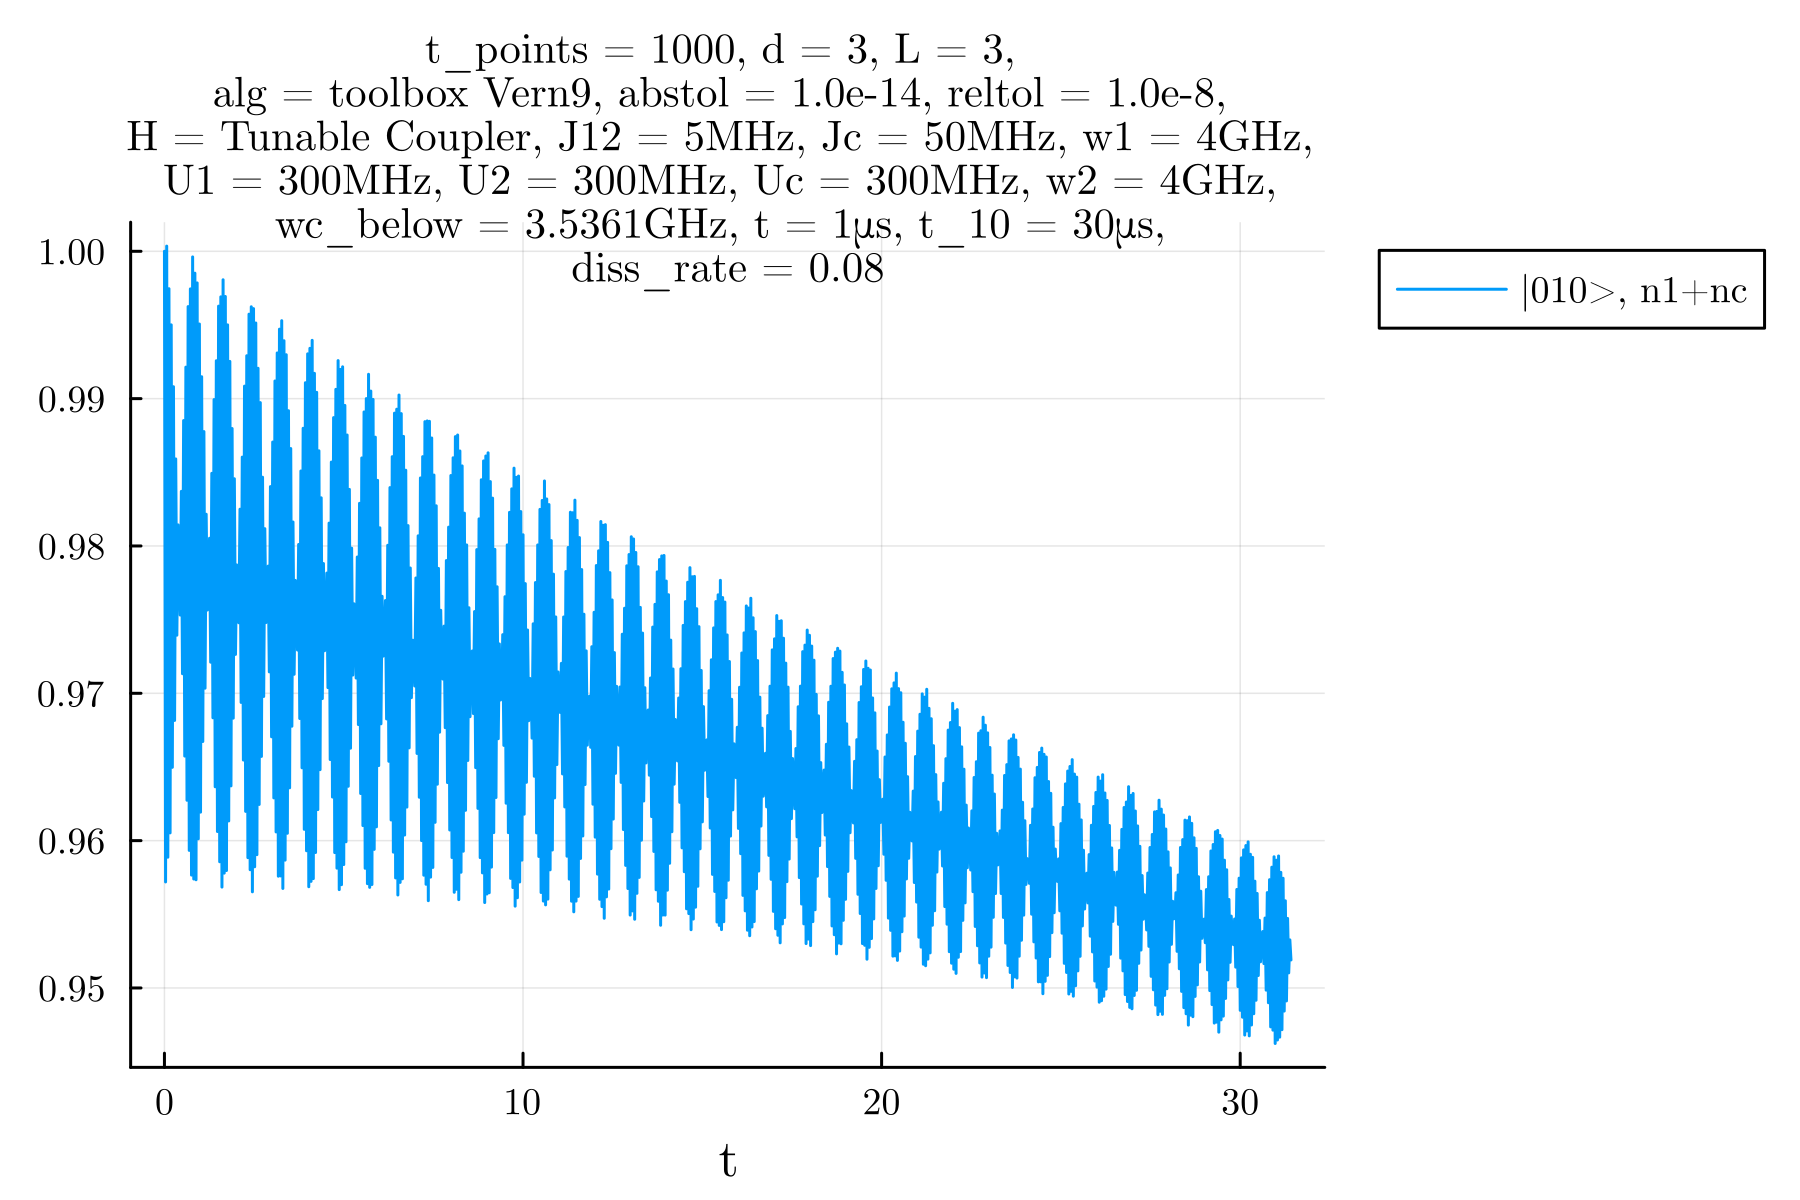 t_points = 1000, d = 3, L = 3,
alg = toolbox Vern9, abstol = 1.0e-14, reltol = 1.0e-8,
H = Tunable Coupler, J12 = 5MHz, Jc = 50MHz, w1 = 4GHz,
U1 = 300MHz, U2 = 300MHz, Uc = 300MHz, w2 = 4GHz,
wc_below = 3.5361GHz, t = 1μs, t_10 = 30μs,
diss_rate = 0.08
|010>, n1+nc
1.00
0.99
0.98
0.97
0.96
0.95
0 10 20 30
t